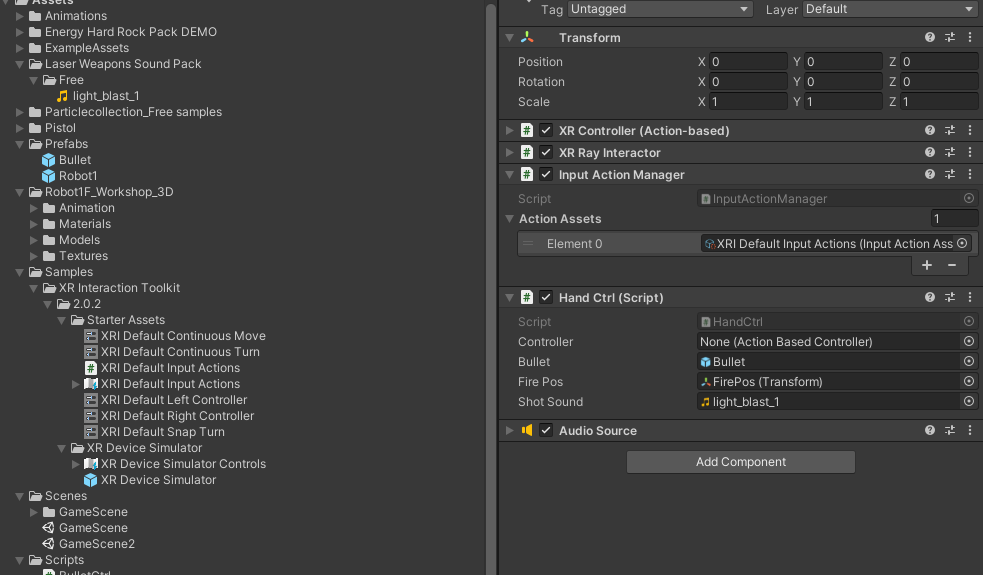 Assets
Animations
Energy Hard Rock Pack DEMO
ExampleAssets
Laser Weapons Sound Pack
Free
light_blast_1
Particlecollection_Free samples
Pistol
Prefabs
Bullet
Robot1
Robot1F_Workshop_3D
Animation
Materials
Models
Textures
Samples
XR Interaction Toolkit
2.0.2
Starter Assets
XRI Default Continuous Move
XRI Default Continuous Turn
XRI Default Input Actions
XRI Default Input Actions
XRI Default Left Controller
XRI Default Right Controller
XRI Default Snap Turn
XR Device Simulator
XR Device Simulator Controls
XR Device Simulator
Scenes
GameScene
GameScene
GameScene2
Scripts
BulletCtrl
Tag Untagged Layer Default
Transform
Position X 0 Y 0 Z 0
Rotation X 0 Y 0 Z 0
Scale X 1 Y 1 Z 1
XR Controller (Action-based)
XR Ray Interactor
Input Action Manager
Script InputActionManager
Action Assets 1
Element 0 XRI Default Input Actions (Input Action Ass
+ −
Hand Ctrl (Script)
Script HandCtrl
Controller None (Action Based Controller)
Bullet Bullet
Fire Pos FirePos (Transform)
Shot Sound light_blast_1
Audio Source
Add Component